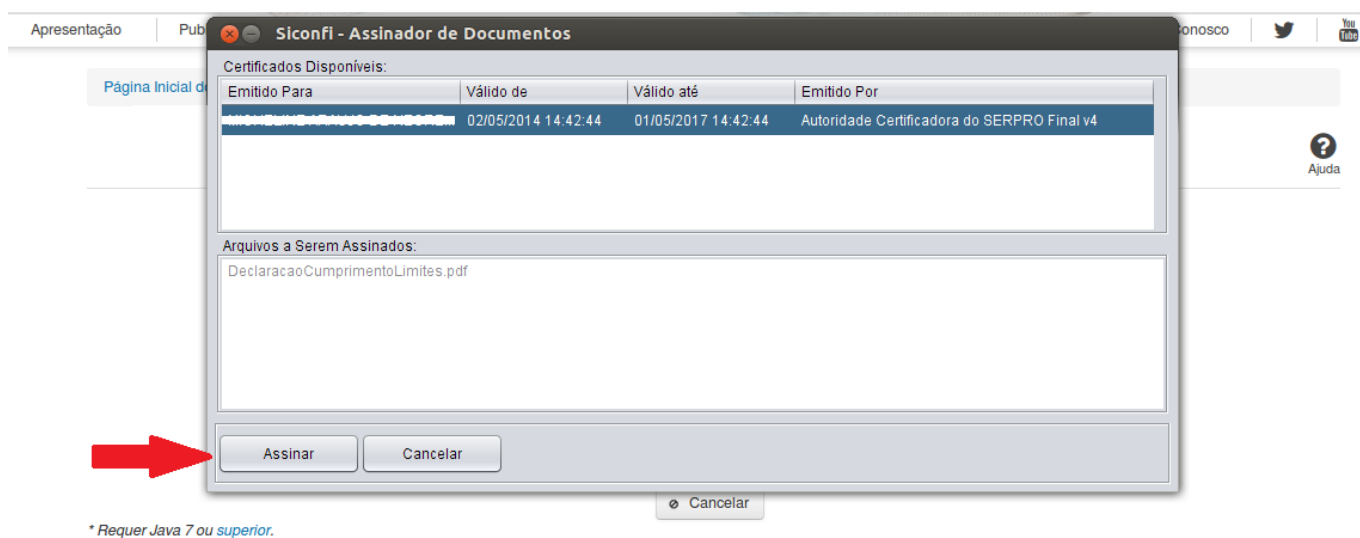 Apresentação Pub Siconfi - Assinador de Documentos onosco You Tube
Certificados Disponíveis:
Página Inicial d
Emitido Para Válido de Válido até Emitido Por
02/05/2014 14:42:44 01/05/2017 14:42:44 Autoridade Certificadora do SERPRO Final v4
Ajuda
Arquivos a Serem Assinados:
DeclaracaoCumprimentoLimites.pdf
Assinar Cancelar
Cancelar
* Requer Java 7 ou superior.